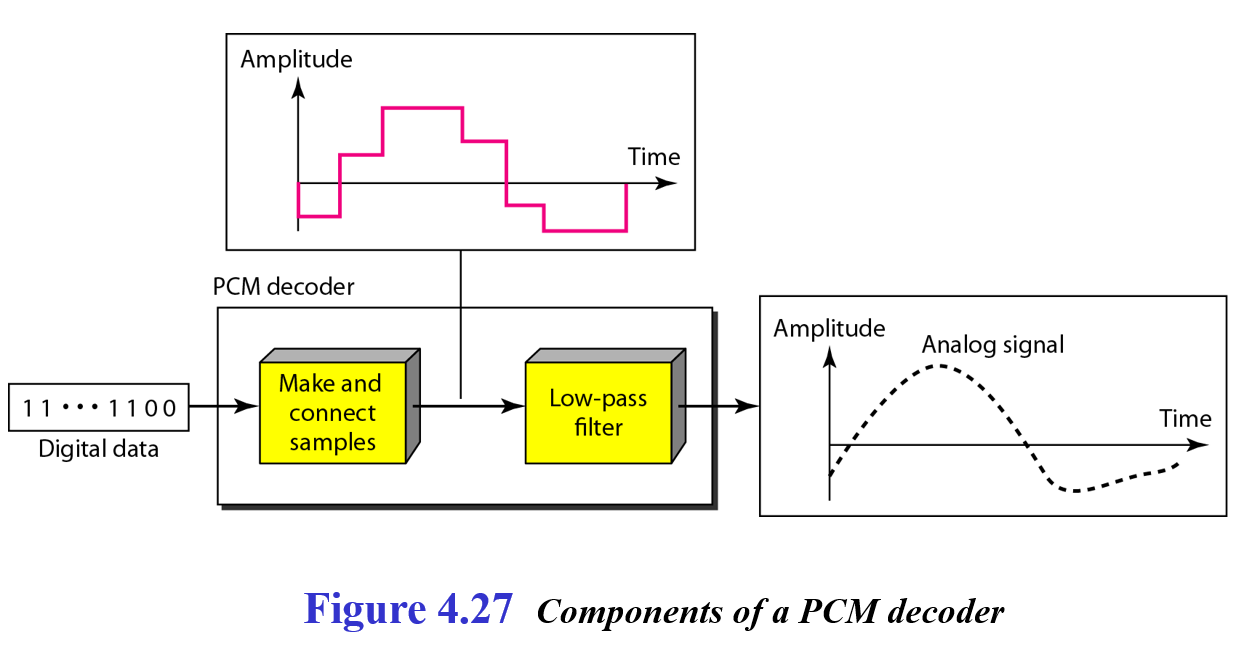 Amplitude
Time
PCM decoder
Make and
connect
samples
Low-pass
filter
11 • • • 1100
Digital data
Amplitude
Analog signal
Time
Figure 4.27 Components of a PCM decoder